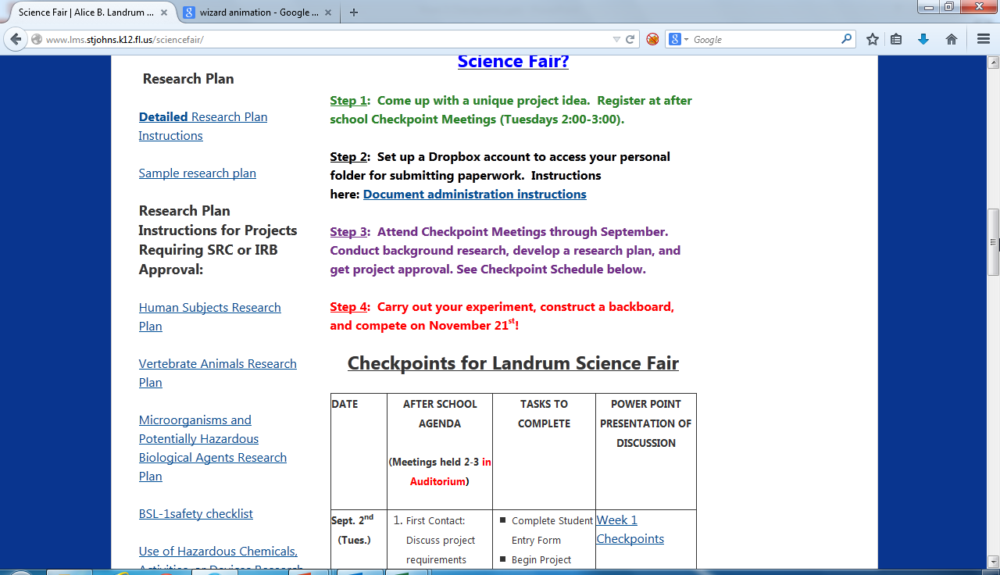 Science Fair | Alice B. Landrum ...
wizard animation - Google ...
www.lms.stjohns.k12.fl.us/sciencefair/
Google
Research Plan
Detailed Research Plan
Instructions
Sample research plan
Research Plan
Instructions for Projects
Requiring SRC or IRB
Approval:
Human Subjects Research
Plan
Vertebrate Animals Research
Plan
Microorganisms and
Potentially Hazardous
Biological Agents Research
Plan
BSL-1safety checklist
Use of Hazardous Chemicals,
Activities, or Devices Research
Science Fair?
Step 1:  Come up with a unique project idea.  Register at after
school Checkpoint Meetings (Tuesdays 2:00-3:00).
Step 2:  Set up a Dropbox account to access your personal
folder for submitting paperwork.  Instructions
here: Document administration instructions
Step 3:  Attend Checkpoint Meetings through September.
Conduct background research, develop a research plan, and
get project approval. See Checkpoint Schedule below.
Step 4:  Carry out your experiment, construct a backboard,
and compete on November 21st!
Checkpoints for Landrum Science Fair
DATE
AFTER SCHOOL
AGENDA
(Meetings held 2-3 in
Auditorium)
TASKS TO
COMPLETE
POWER POINT
PRESENTATION OF
DISCUSSION
Sept. 2nd
(Tues.)
1. First Contact:
Discuss project
requirements
Complete Student
Entry Form
Begin Project
Week 1
Checkpoints